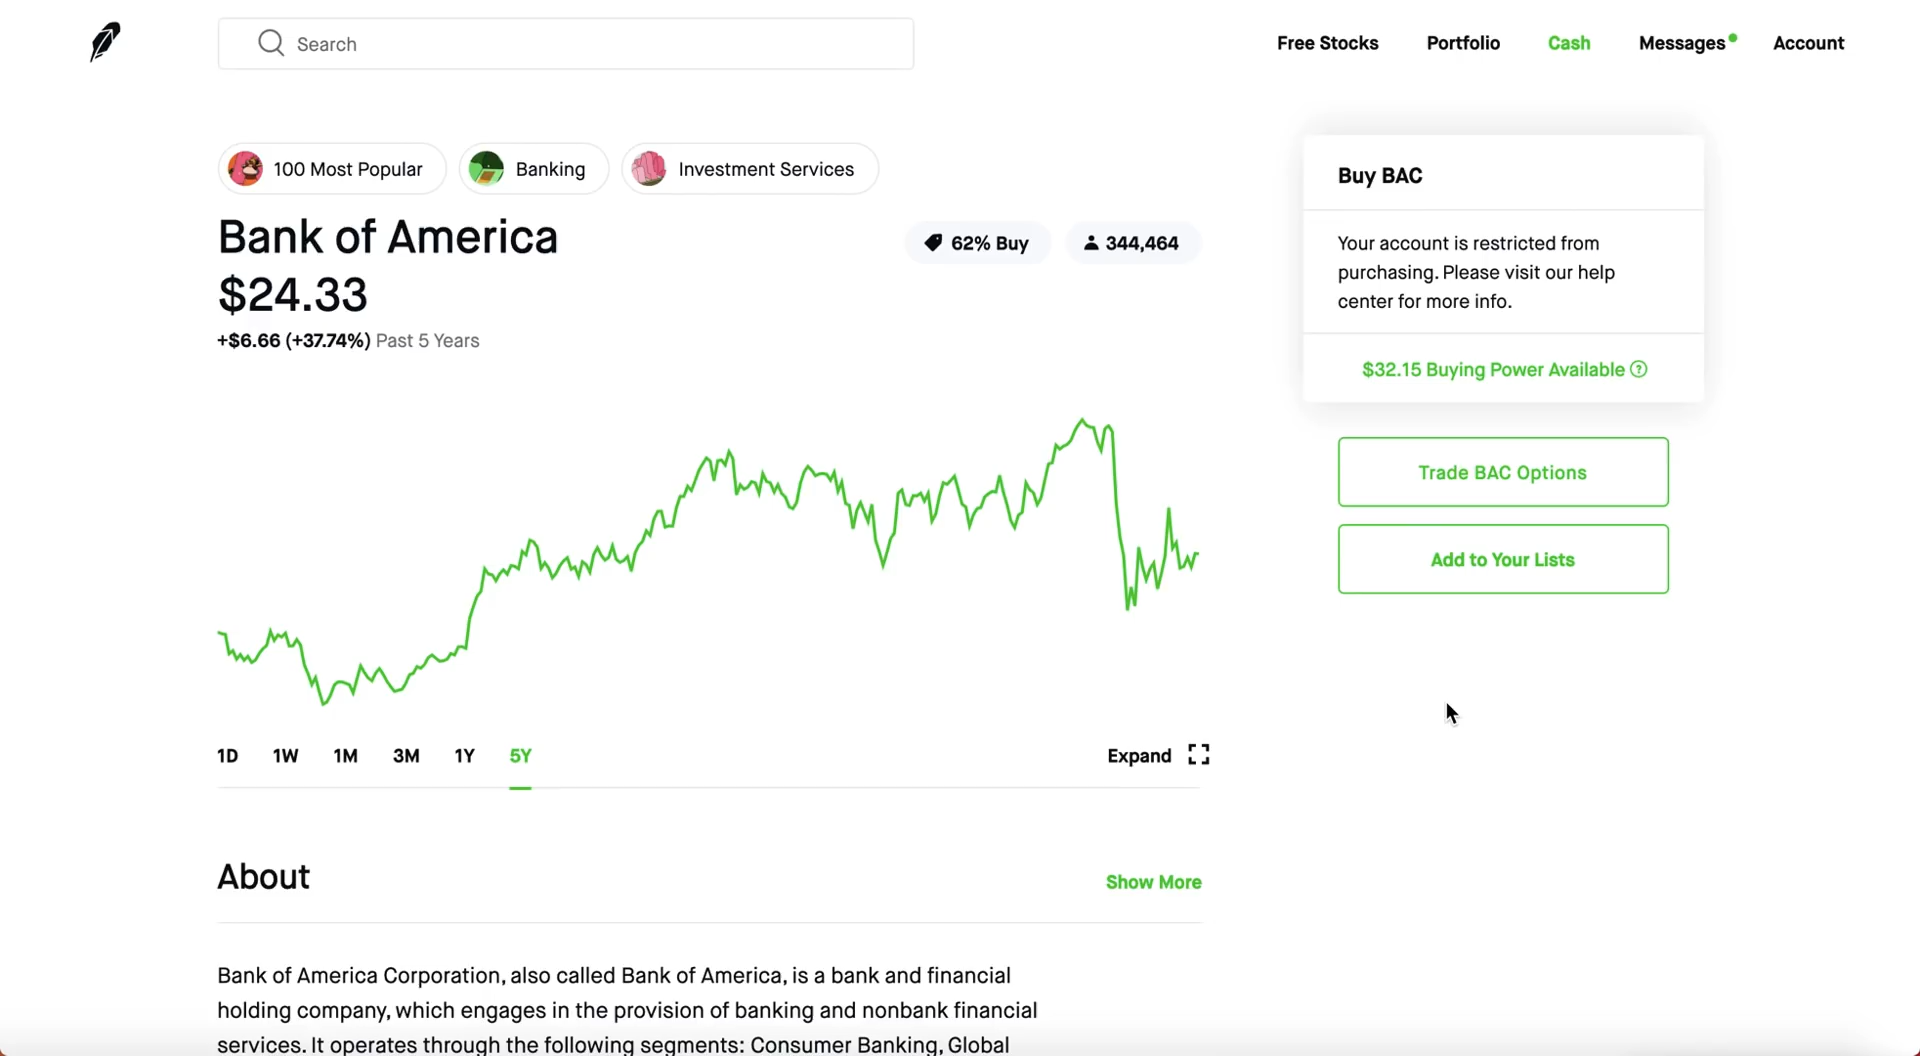 Search
Free Stocks
Portfolio
Cash
Messages
Account
100 Most Popular
Banking
Investment Services
Bank of America
$24.33
+$6.66 (+37.74%) Past 5 Years
62% Buy
344,464
Buy BAC
Your account is restricted from
purchasing. Please visit our help
center for more info.
$32.15 Buying Power Available
Trade BAC Options
Add to Your Lists
1D
1W
1M
3M
1Y
5Y
Expand
About
Show More
Bank of America Corporation, also called Bank of America, is a bank and financial
holding company, which engages in the provision of banking and nonbank financial
services. It operates through the following segments: Consumer Banking, Global